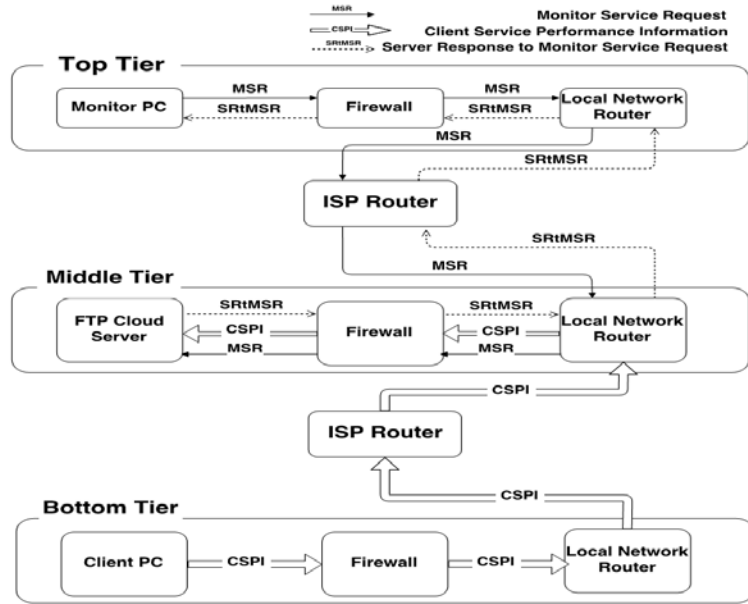 MSR
Monitor Service Request
CSPI
Client Service Performance Information
SRtMSR
Server Response to Monitor Service Request
Top Tier
MSR
MSR
Monitor PC
SRtMSR
Firewall
SRtMSR
Local Network
Router
MSR
SRtMSR
ISP Router
SRtMSR
MSR
Middle Tier
SRtMSR
SRtMSR
FTP Cloud
Server
CSPI
Firewall
CSPI
Local Network
Router
MSR
MSR
CSPI
ISP Router
CSPI
Bottom Tier
Client PC
CSPI
Firewall
CSPI
Local Network
Router